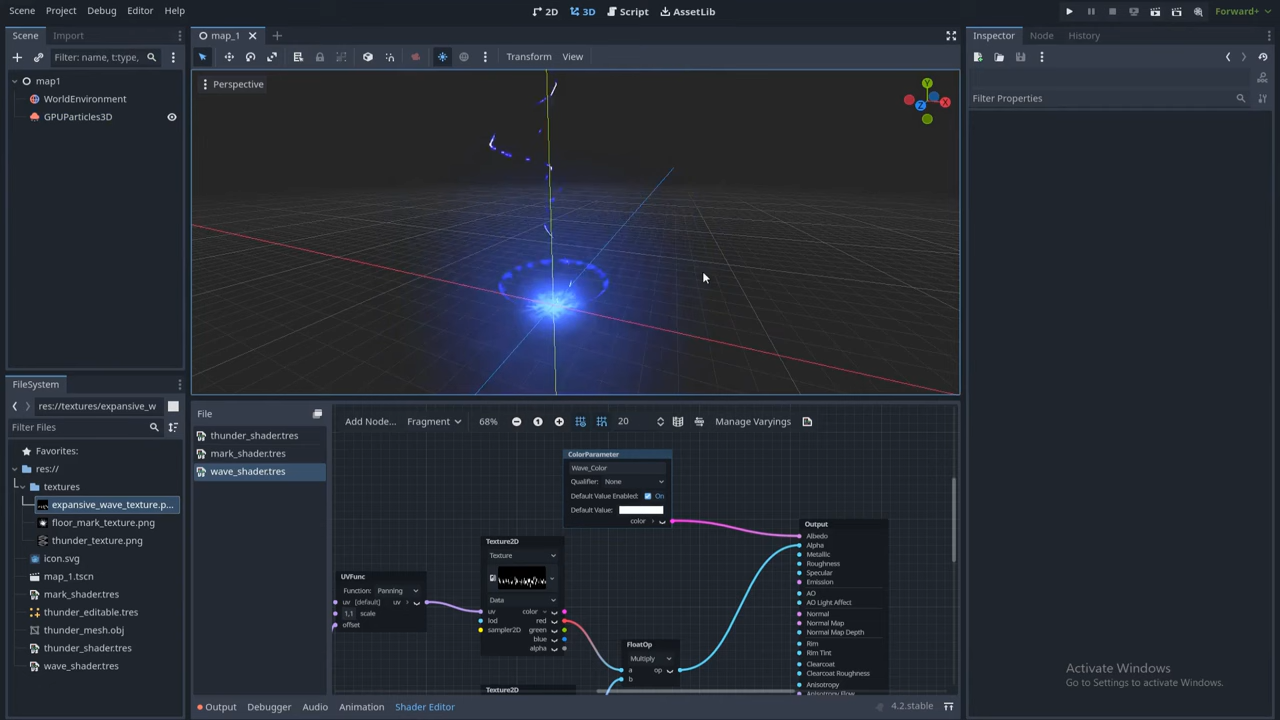 Scene Project Debug Editor Help
2D 3D Script AssetLib
Forward+
Scene Import
Filter: name, t:type,
map1
WorldEnvironment
GPUParticles3D
map_1
Transform View
Perspective
Y
X
Z
Inspector Node History
Filter Properties
FileSystem
res://textures/expansive_w
Filter Files
Favorites:
res://
textures
expansive_wave_texture.p...
floor_mark_texture.png
thunder_texture.png
icon.svg
map_1.tscn
mark_shader.tres
thunder_editable.tres
thunder_mesh.obj
thunder_shader.tres
wave_shader.tres
File
thunder_shader.tres
mark_shader.tres
wave_shader.tres
Add Node... Fragment 68% 20 Manage Varyings
ColorParameter
Wave_Color
Qualifier: None
Default Value Enabled: On
Default Value:
color
UVFunc
Function: Panning
uv [default] uv
1,1 scale
offset
Texture2D
Texture
Data
uv color
lod red
sampler2D green
blue
alpha
Texture2D
FloatOp
Multiply
a op
b
Output
Albedo
Alpha
Metallic
Roughness
Specular
Emission
AO
AO Light Affect
Normal
Normal Map
Normal Map Depth
Rim
Rim Tint
Clearcoat
Clearcoat Roughness
Anisotropy
Anisotropy Flow
Output Debugger Audio Animation Shader Editor
4.2.stable
Activate Windows
Go to Settings to activate Windows.